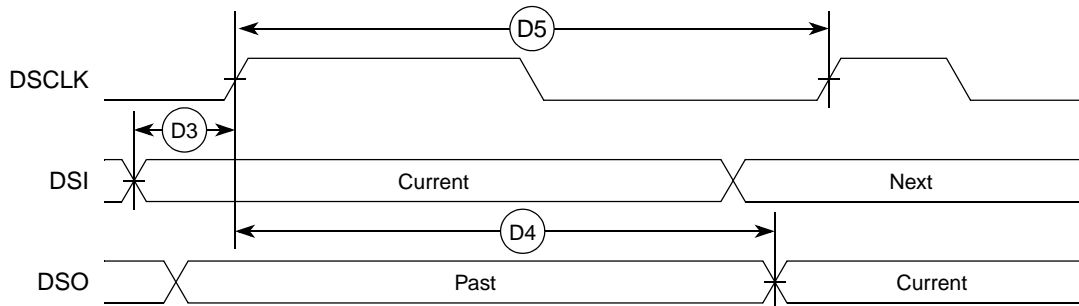 D5
DSCLK
D3
DSI
Current
Next
D4
DSO
Past
Current